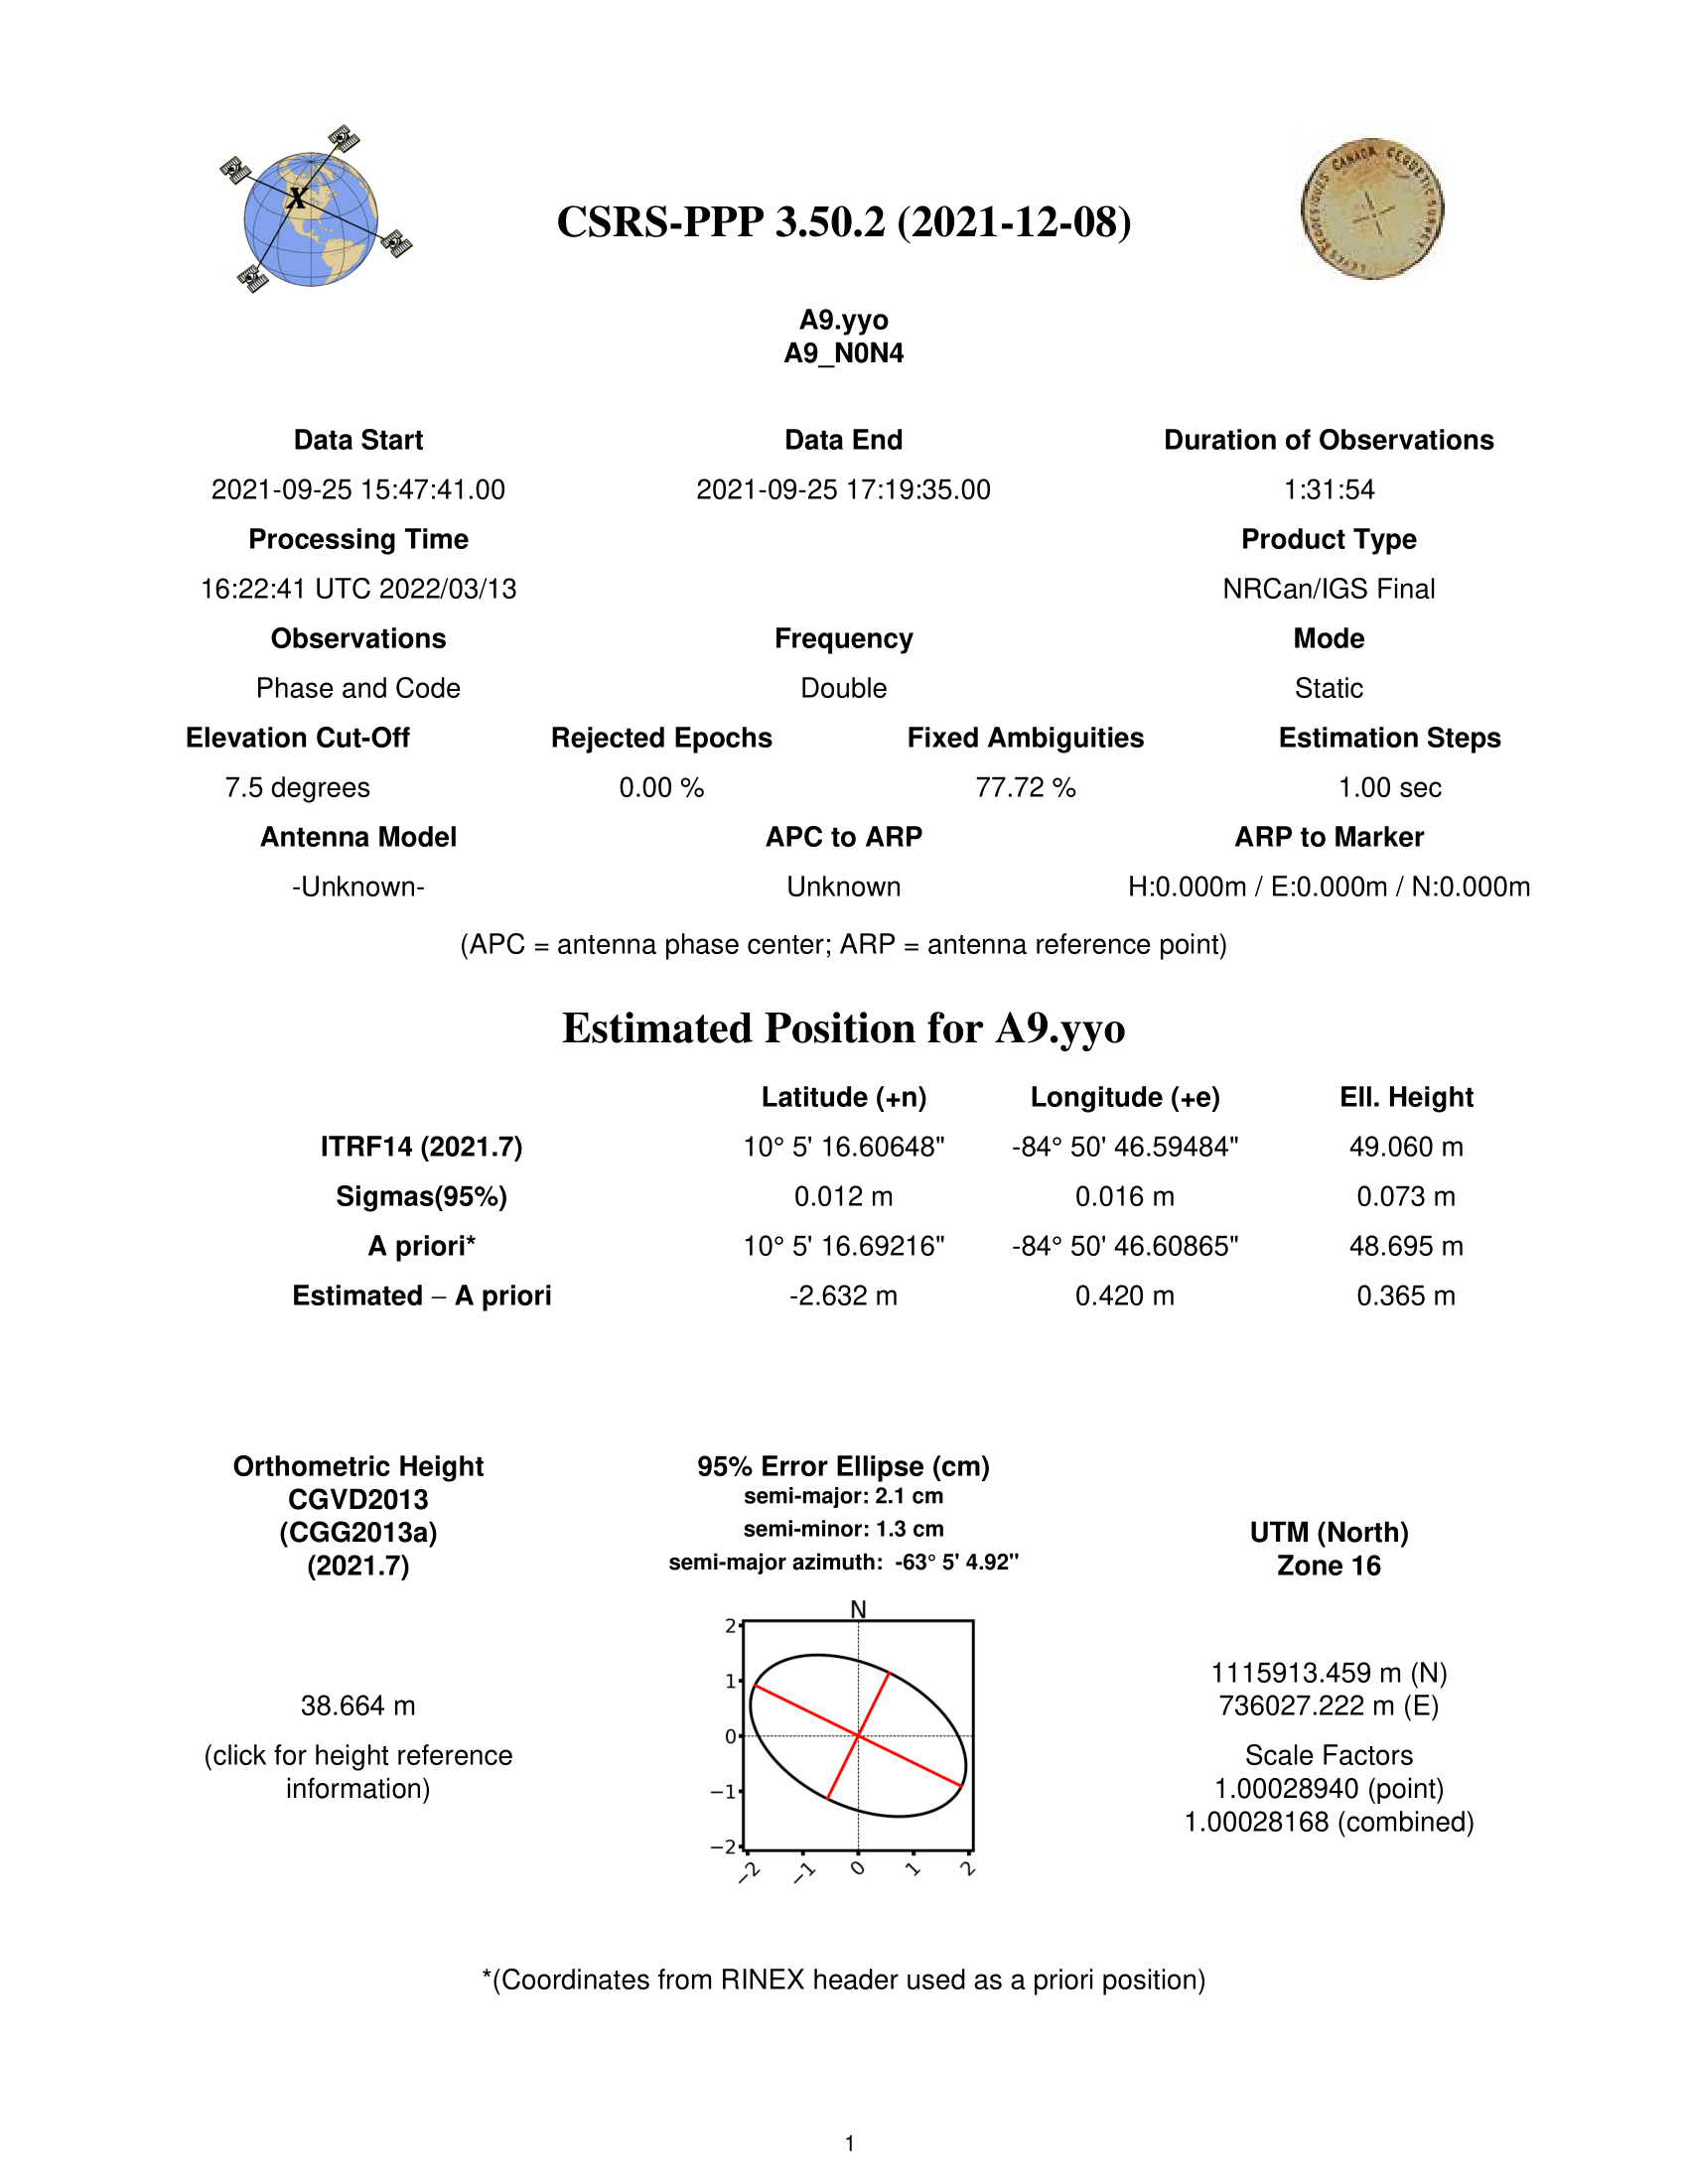 X
CANADA GEODETIC SURVEY
LEVES GEODESIQUES
CSRS-PPP 3.50.2 (2021-12-08)
A9.yyo
A9_N0N4
Data Start Data End Duration of Observations
2021-09-25 15:47:41.00 2021-09-25 17:19:35.00 1:31:54
Processing Time Product Type
16:22:41 UTC 2022/03/13 NRCan/IGS Final
Observations Frequency Mode
Phase and Code Double Static
Elevation Cut-Off Rejected Epochs Fixed Ambiguities Estimation Steps
7.5 degrees 0.00 % 77.72 % 1.00 sec
Antenna Model APC to ARP ARP to Marker
-Unknown- Unknown H:0.000m / E:0.000m / N:0.000m
(APC = antenna phase center; ARP = antenna reference point)
Estimated Position for A9.yyo
Latitude (+n) Longitude (+e) Ell. Height
ITRF14 (2021.7) 10° 5' 16.60648" -84° 50' 46.59484" 49.060 m
Sigmas(95%) 0.012 m 0.016 m 0.073 m
A priori* 10° 5' 16.69216" -84° 50' 46.60865" 48.695 m
Estimated − A priori -2.632 m 0.420 m 0.365 m
Orthometric Height
CGVD2013
(CGG2013a)
(2021.7)
38.664 m
(click for height reference
information)
95% Error Ellipse (cm)
semi-major: 2.1 cm
semi-minor: 1.3 cm
semi-major azimuth: -63° 5' 4.92"
N
2
1
0
−1
−2
−2 −1 0 1 2
UTM (North)
Zone 16
1115913.459 m (N)
736027.222 m (E)
Scale Factors
1.00028940 (point)
1.00028168 (combined)
*(Coordinates from RINEX header used as a priori position)
1